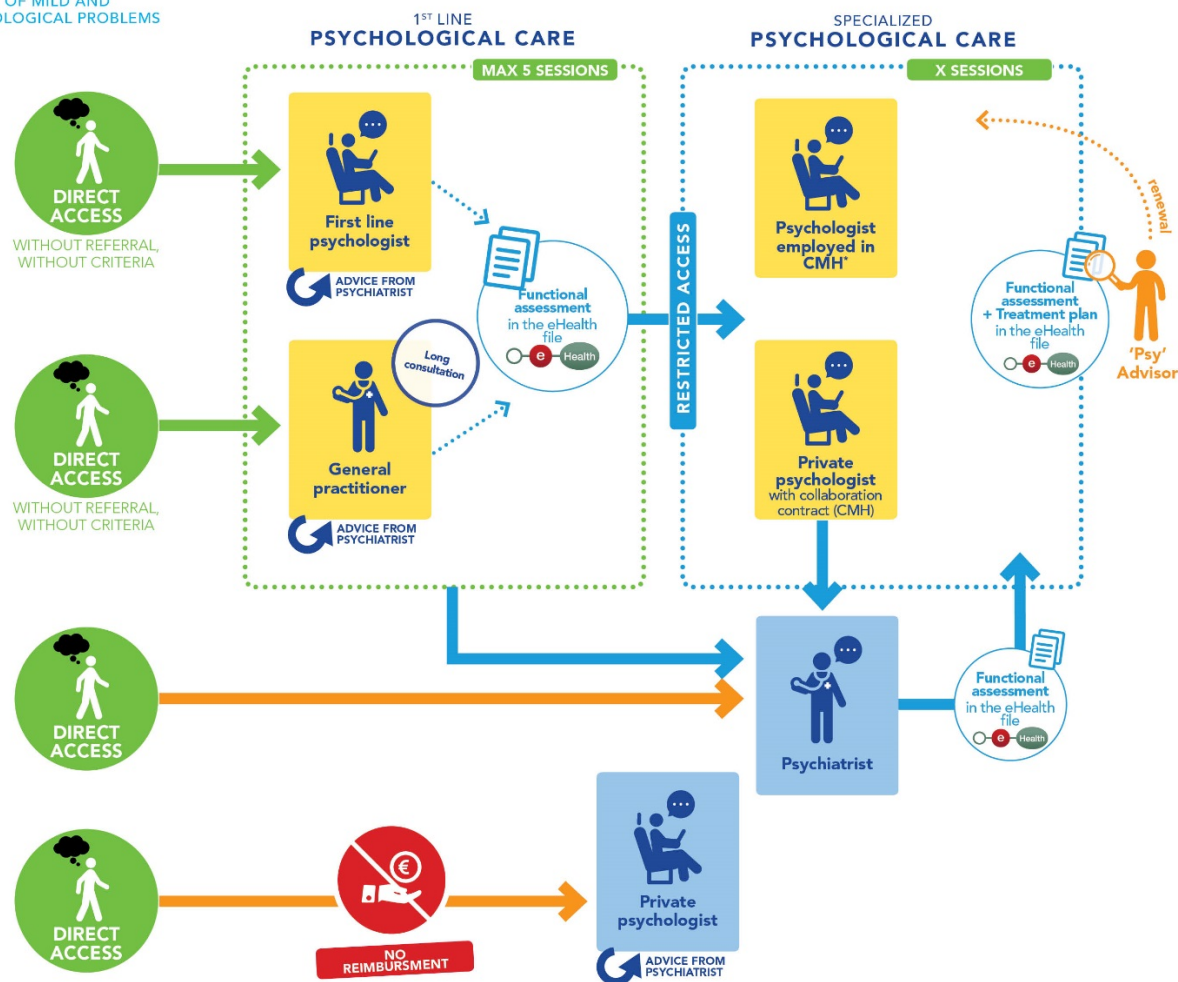 OF MILD AND
OLOGICAL PROBLEMS
1ST LINE
PSYCHOLOGICAL CARE
MAX 5 SESSIONS
SPECIALIZED
PSYCHOLOGICAL CARE
X SESSIONS
DIRECT
ACCESS
WITHOUT REFERRAL,
WITHOUT CRITERIA
First line
psychologist
ADVICE FROM
PSYCHIATRIST
Functional
assessment
in the eHealth
file
e Health
Long
consultation
RESTRICTED ACCESS
Psychologist
employed in
CMH*
Functional
assessment
+ Treatment plan
in the eHealth
file
e Health
renewal
'Psy'
Advisor
DIRECT
ACCESS
WITHOUT REFERRAL,
WITHOUT CRITERIA
General
practitioner
ADVICE FROM
PSYCHIATRIST
Private
psychologist
with collaboration
contract (CMH)
DIRECT
ACCESS
Psychiatrist
Functional
assessment
in the eHealth
file
e Health
DIRECT
ACCESS
€
NO
REIMBURSMENT
Private
psychologist
ADVICE FROM
PSYCHIATRIST